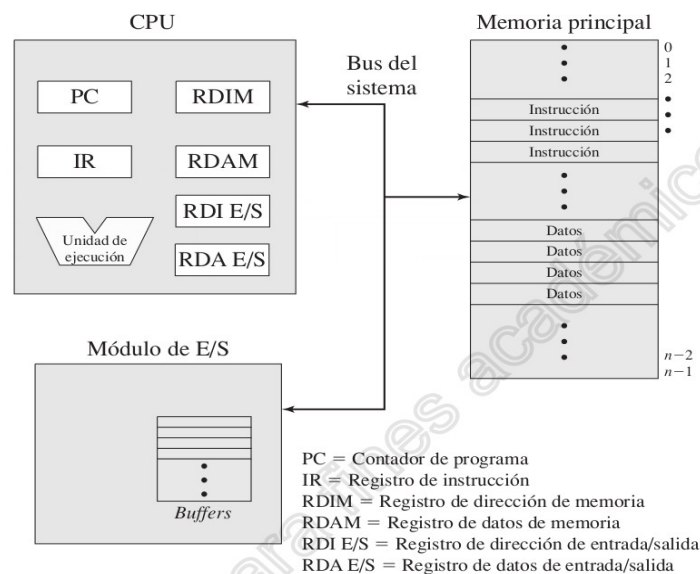 CPU
Memoria principal
Bus del
sistema
PC
RDIM
IR
RDAM
RDI E/S
RDA E/S
Unidad de
ejecución
0
1
2
Instrucción
Instrucción
Instrucción
Datos
Datos
Datos
Datos
n−2
n−1
Módulo de E/S
Buffers
PC = Contador de programa
IR = Registro de instrucción
RDIM = Registro de dirección de memoria
RDAM = Registro de datos de memoria
RDI E/S = Registro de dirección de entrada/salida
RDA E/S = Registro de datos de entrada/salida
ara fines académico